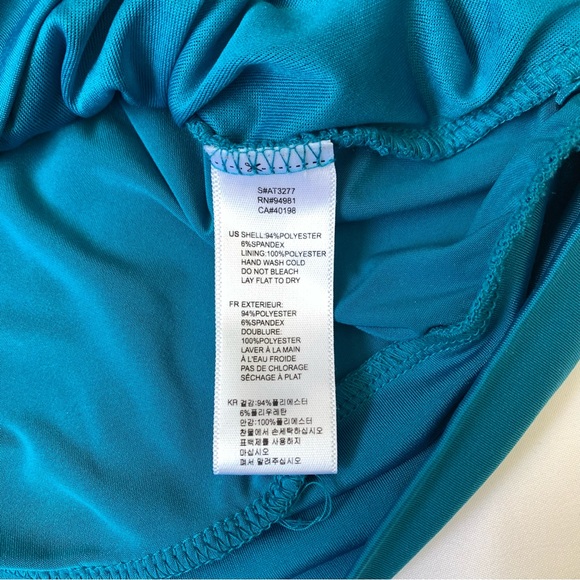 S#AT3277
RN#94981
CA#40198
US SHELL:94%POLYESTER
6%SPANDEX
LINING:100%POLYESTER
HAND WASH COLD
DO NOT BLEACH
LAY FLAT TO DRY
FR EXTERIEUR:
94%POLYESTER
6%SPANDEX
DOUBLURE:
100%POLYESTER
LAVER À LA MAIN
À L'EAU FROIDE
PAS DE CHLORAGE
SÉCHAGE À PLAT
KR 겉감:94%폴리에스터
6%폴리우레탄
안감:100%폴리에스터
찬물에서 손세탁하십시오
표백제를 사용하지
마십시오
펴서 말려주십시오